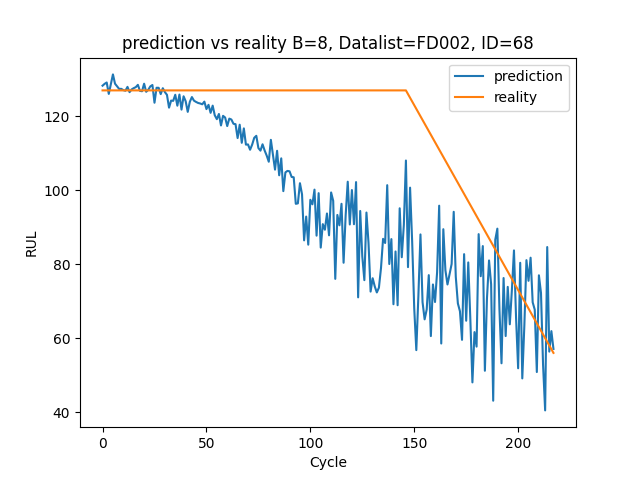 prediction vs reality B=8, Datalist=FD002, ID=68
prediction
reality
120
100
80
60
40
RUL
0
50
100
150
200
Cycle